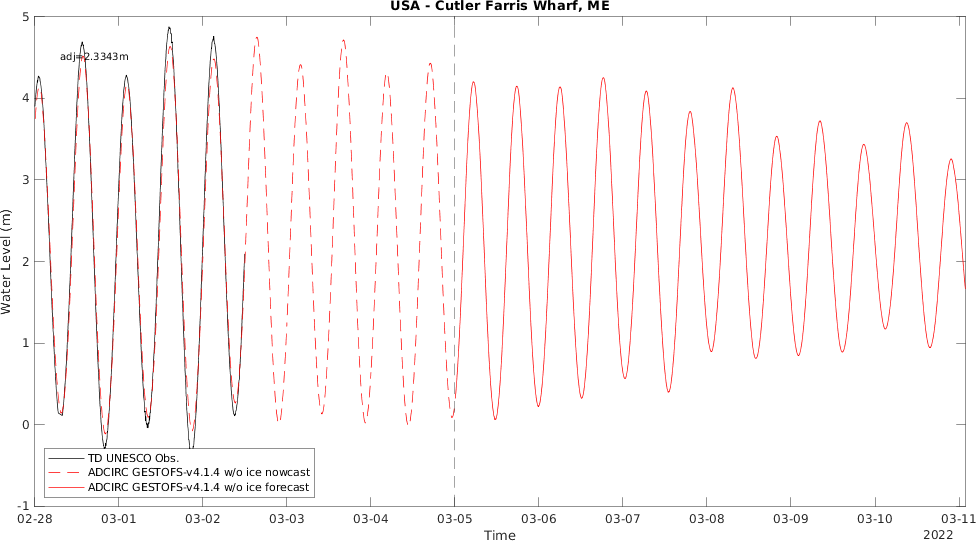 USA - Cutler Farris Wharf, ME
5
adj=2.3343m
4
3
2
1
0
-1
Water Level (m)
TD UNESCO Obs.
ADCIRC GESTOFS-v4.1.4 w/o ice nowcast
ADCIRC GESTOFS-v4.1.4 w/o ice forecast
02-28 03-01 03-02 03-03 03-04 03-05 03-06 03-07 03-08 03-09 03-10 03-11
Time
2022